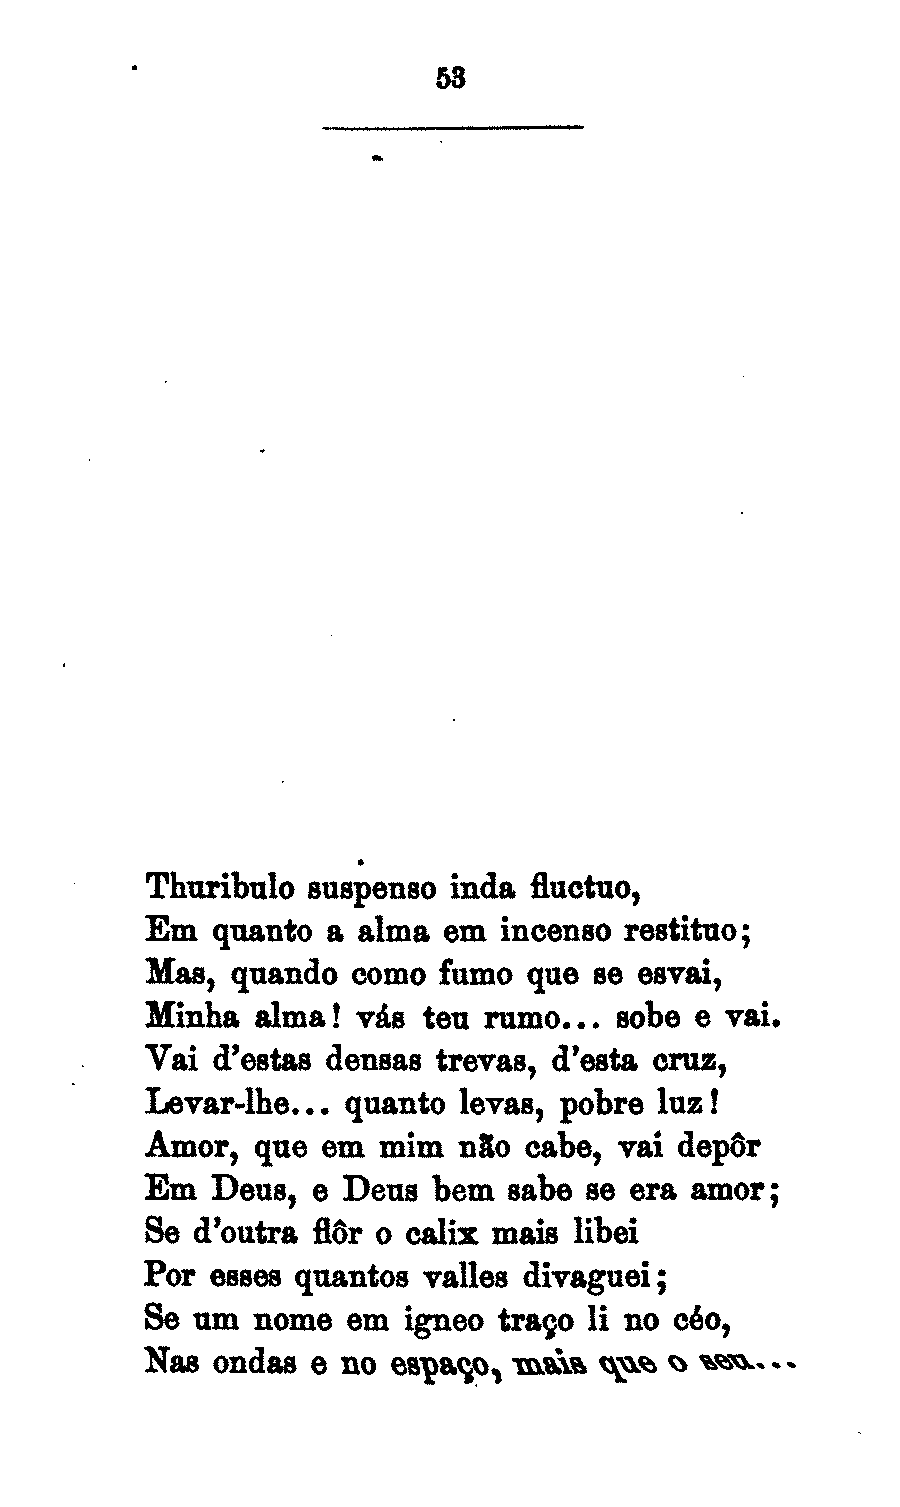 53
Thuribulo suspenso inda fluctuo,
Em quanto a alma em incenso restituo;
Mas, quando como fumo que se esvai,
Minha alma! vás teu rumo... sobe e vai.
Vai d'estas densas trevas, d'esta cruz,
Levar-lhe... quanto levas, pobre luz!
Amor, que em mim não cabe, vai depôr
Em Deus, e Deus bem sabe se era amor;
Se d'outra flôr o calix mais libei
Por esses quantos valles divaguei;
Se um nome em igneo traço li no céo,
Nas ondas e no espaço, mais que o seu...